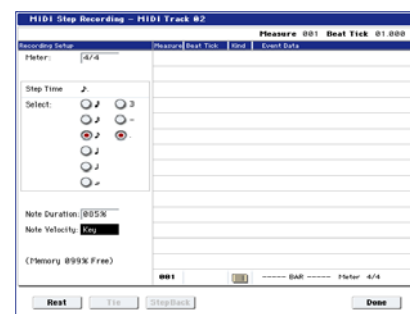 MIDI Step Recording – MIDI Track 02
Measure 001 Beat Tick 01.000
Recording Setup
Measure Beat Tick Kind Event Data
Meter: 4/4
Step Time ♪.
Select: ♪ 3
♪ –
♪ .
♩
♩
Note Duration: 085%
Note Velocity: Key
(Memory 099% Free)
001 ----- BAR ----- Meter 4/4
Rest Tie StepBack Done